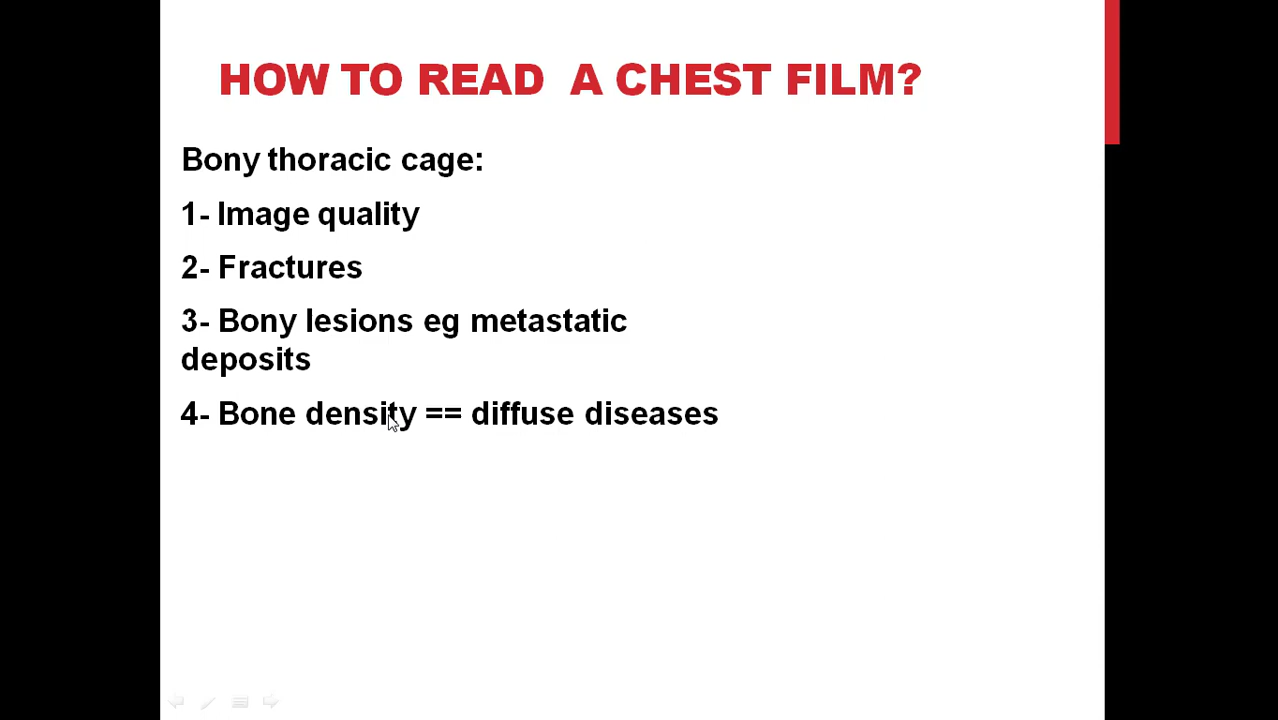 HOW TO READ  A CHEST FILM?
Bony thoracic cage:
1- Image quality
2- Fractures
3- Bony lesions eg metastatic
deposits
4- Bone density == diffuse diseases